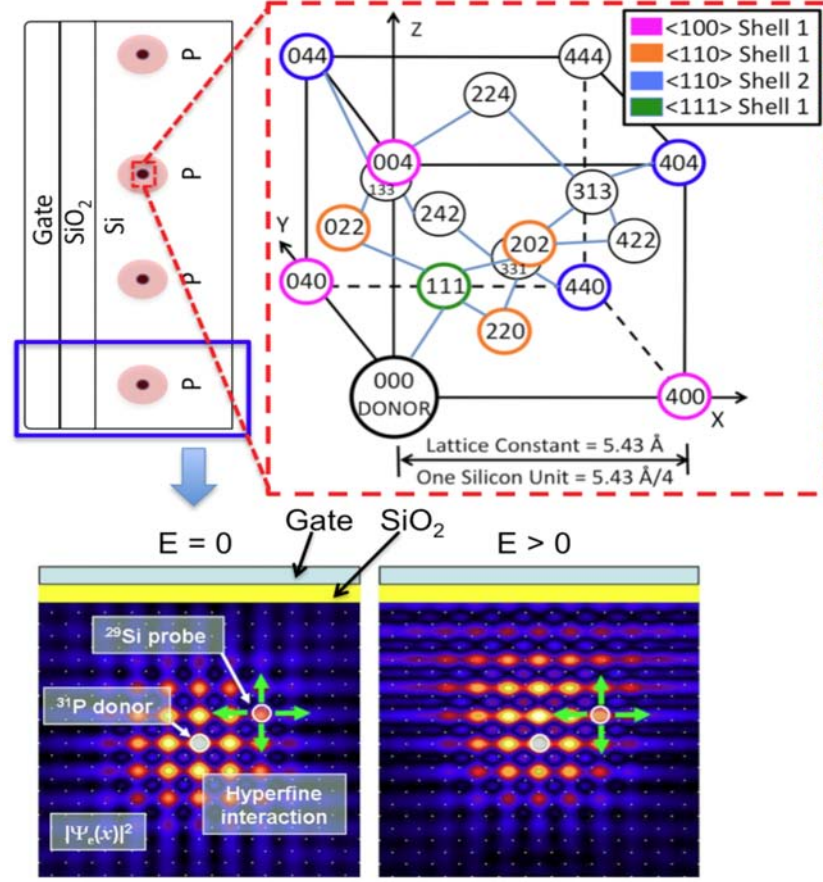 Gate
SiO2
Si
P
P
P
P
Z
Y
X
044
444
224
004
404
133
313
022
242
202
422
331
040
111
440
220
000
DONOR
400
<100> Shell 1
<110> Shell 1
<110> Shell 2
<111> Shell 1
Lattice Constant = 5.43 Å
One Silicon Unit = 5.43 Å/4
Gate
SiO2
E = 0
E > 0
29Si probe
31P donor
Hyperfine
interaction
|Ψe(x)|²